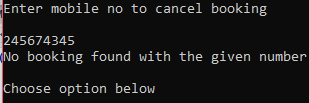 Enter mobile no to cancel booking
245674345
No booking found with the given number
Choose option below